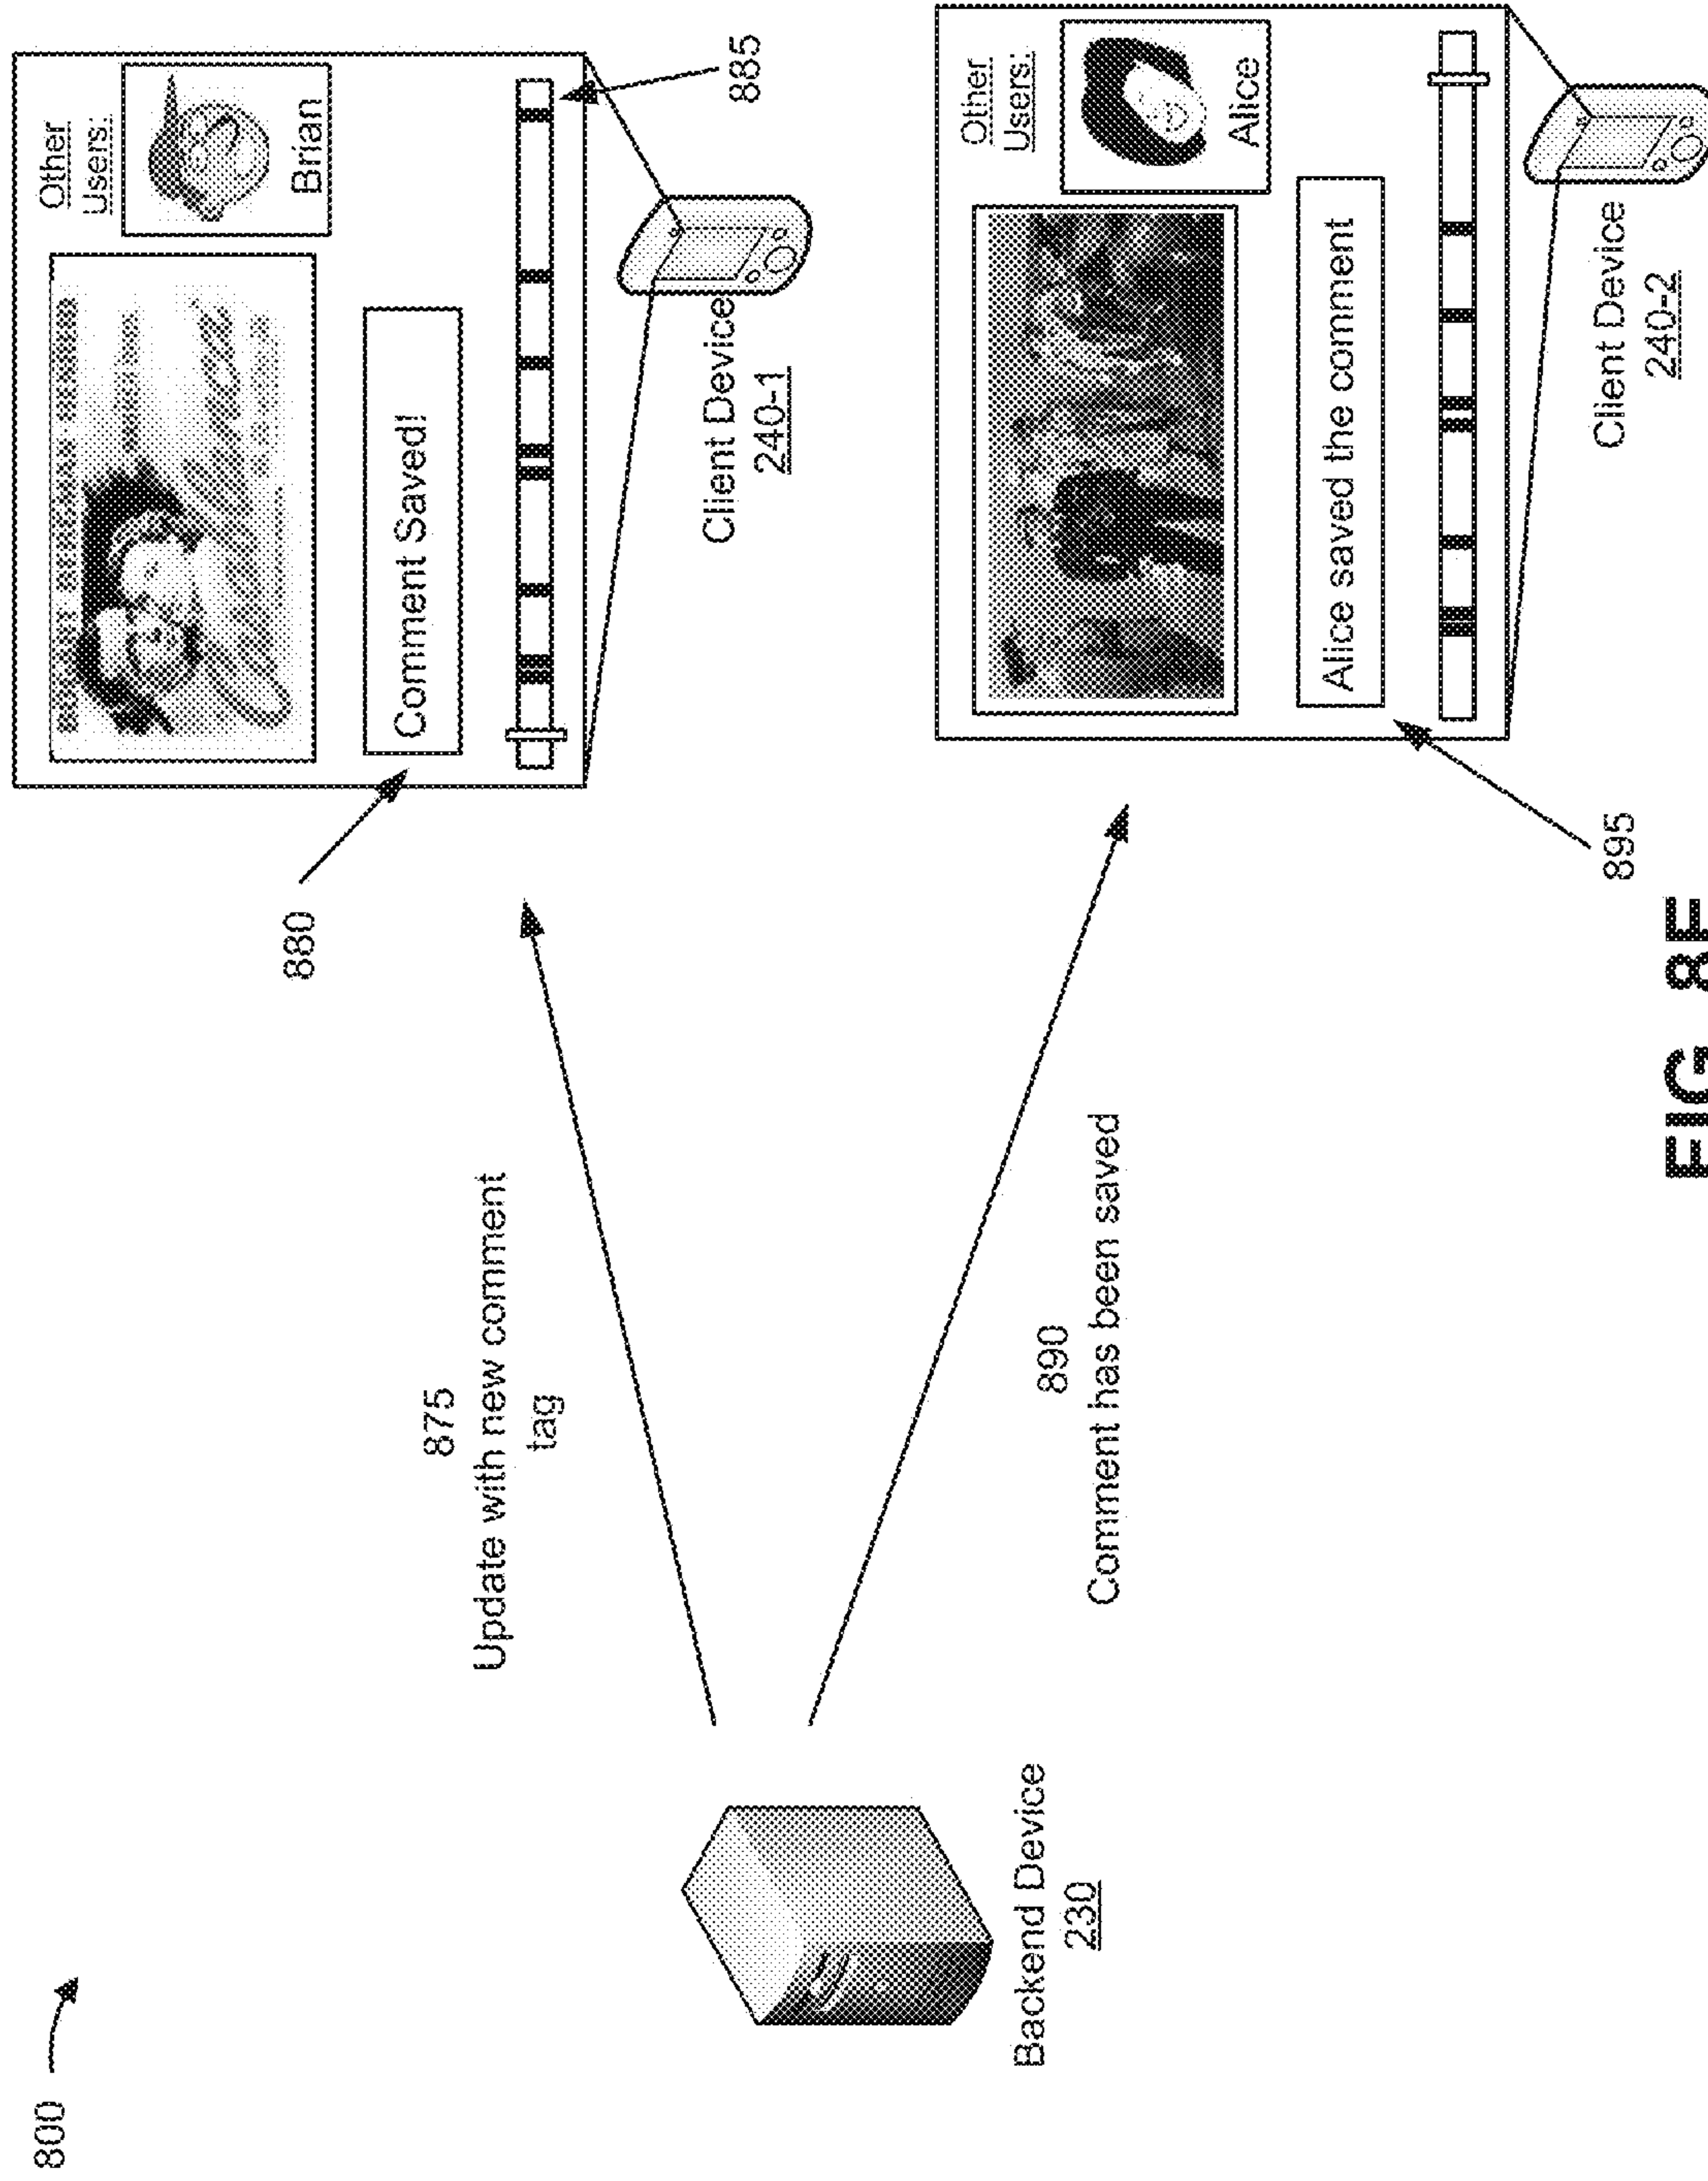 800
Other
Users:
Brian
880
Comment Saved!
875
Update with new comment
tag
885
Client Device
240-1
Backend Device
230
890
Comment has been saved
Other
Users:
Alice
Alice saved the comment
895
Client Device
240-2
FIG